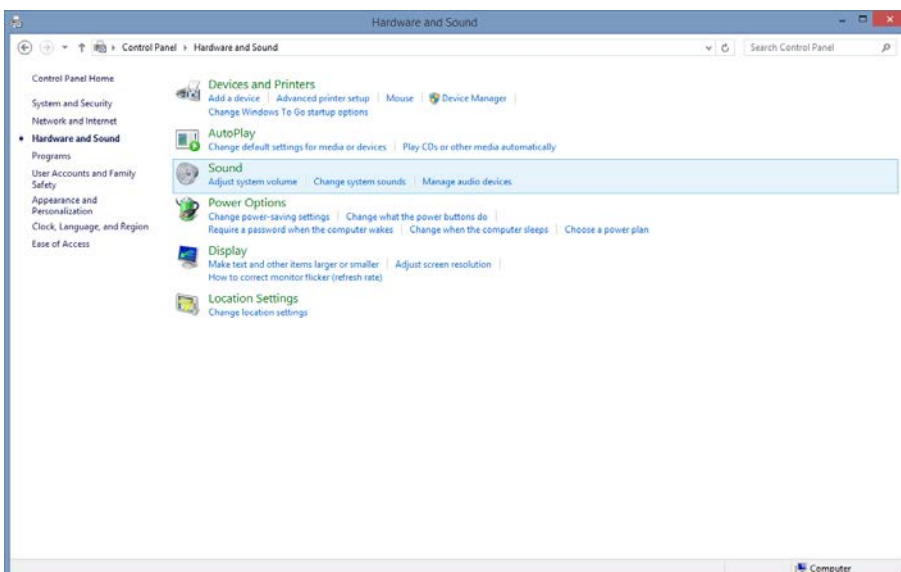 Hardware and Sound
Control Panel ▸ Hardware and Sound
Search Control Panel
Control Panel Home
System and Security
Network and Internet
Hardware and Sound
Programs
User Accounts and Family
Safety
Appearance and
Personalization
Clock, Language, and Region
Ease of Access
Devices and Printers
Add a device | Advanced printer setup | Mouse | Device Manager |
Change Windows To Go startup options
AutoPlay
Change default settings for media or devices | Play CDs or other media automatically
Sound
Adjust system volume | Change system sounds | Manage audio devices
Power Options
Change power-saving settings | Change what the power buttons do |
Require a password when the computer wakes | Change when the computer sleeps | Choose a power plan
Display
Make text and other items larger or smaller | Adjust screen resolution |
How to correct monitor flicker (refresh rate)
Location Settings
Change location settings
Computer